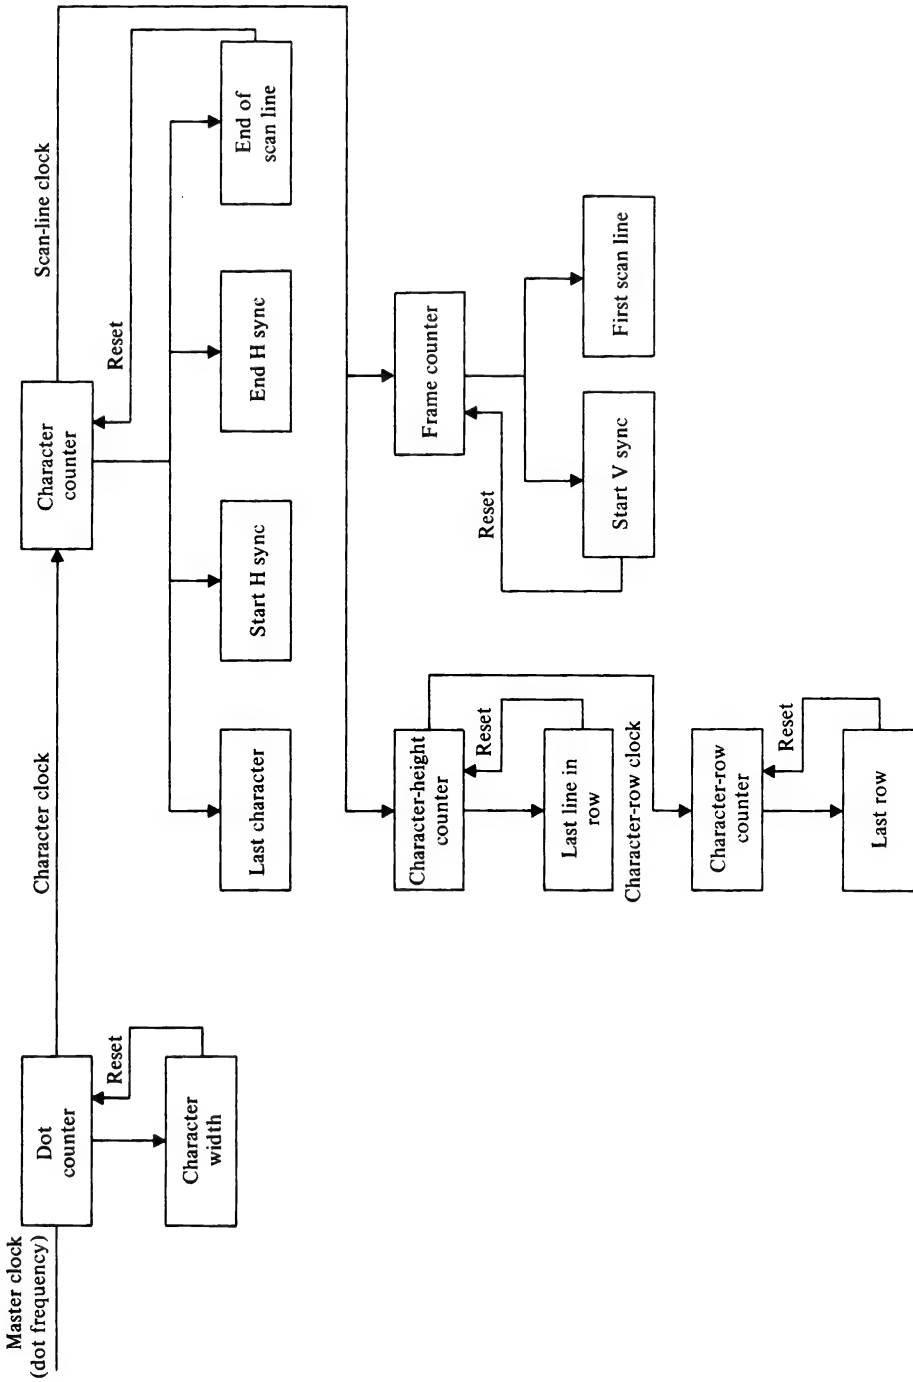 Master clock
(dot frequency)
Dot
counter
Reset
Character
width
Character clock
Character
counter
Scan-line clock
Reset
Last character
Start H sync
End H sync
End of
scan line
Character-height
counter
Reset
Last line in
row
Character-row clock
Character-row
counter
Reset
Last row
Frame counter
Reset
Start V sync
First scan line